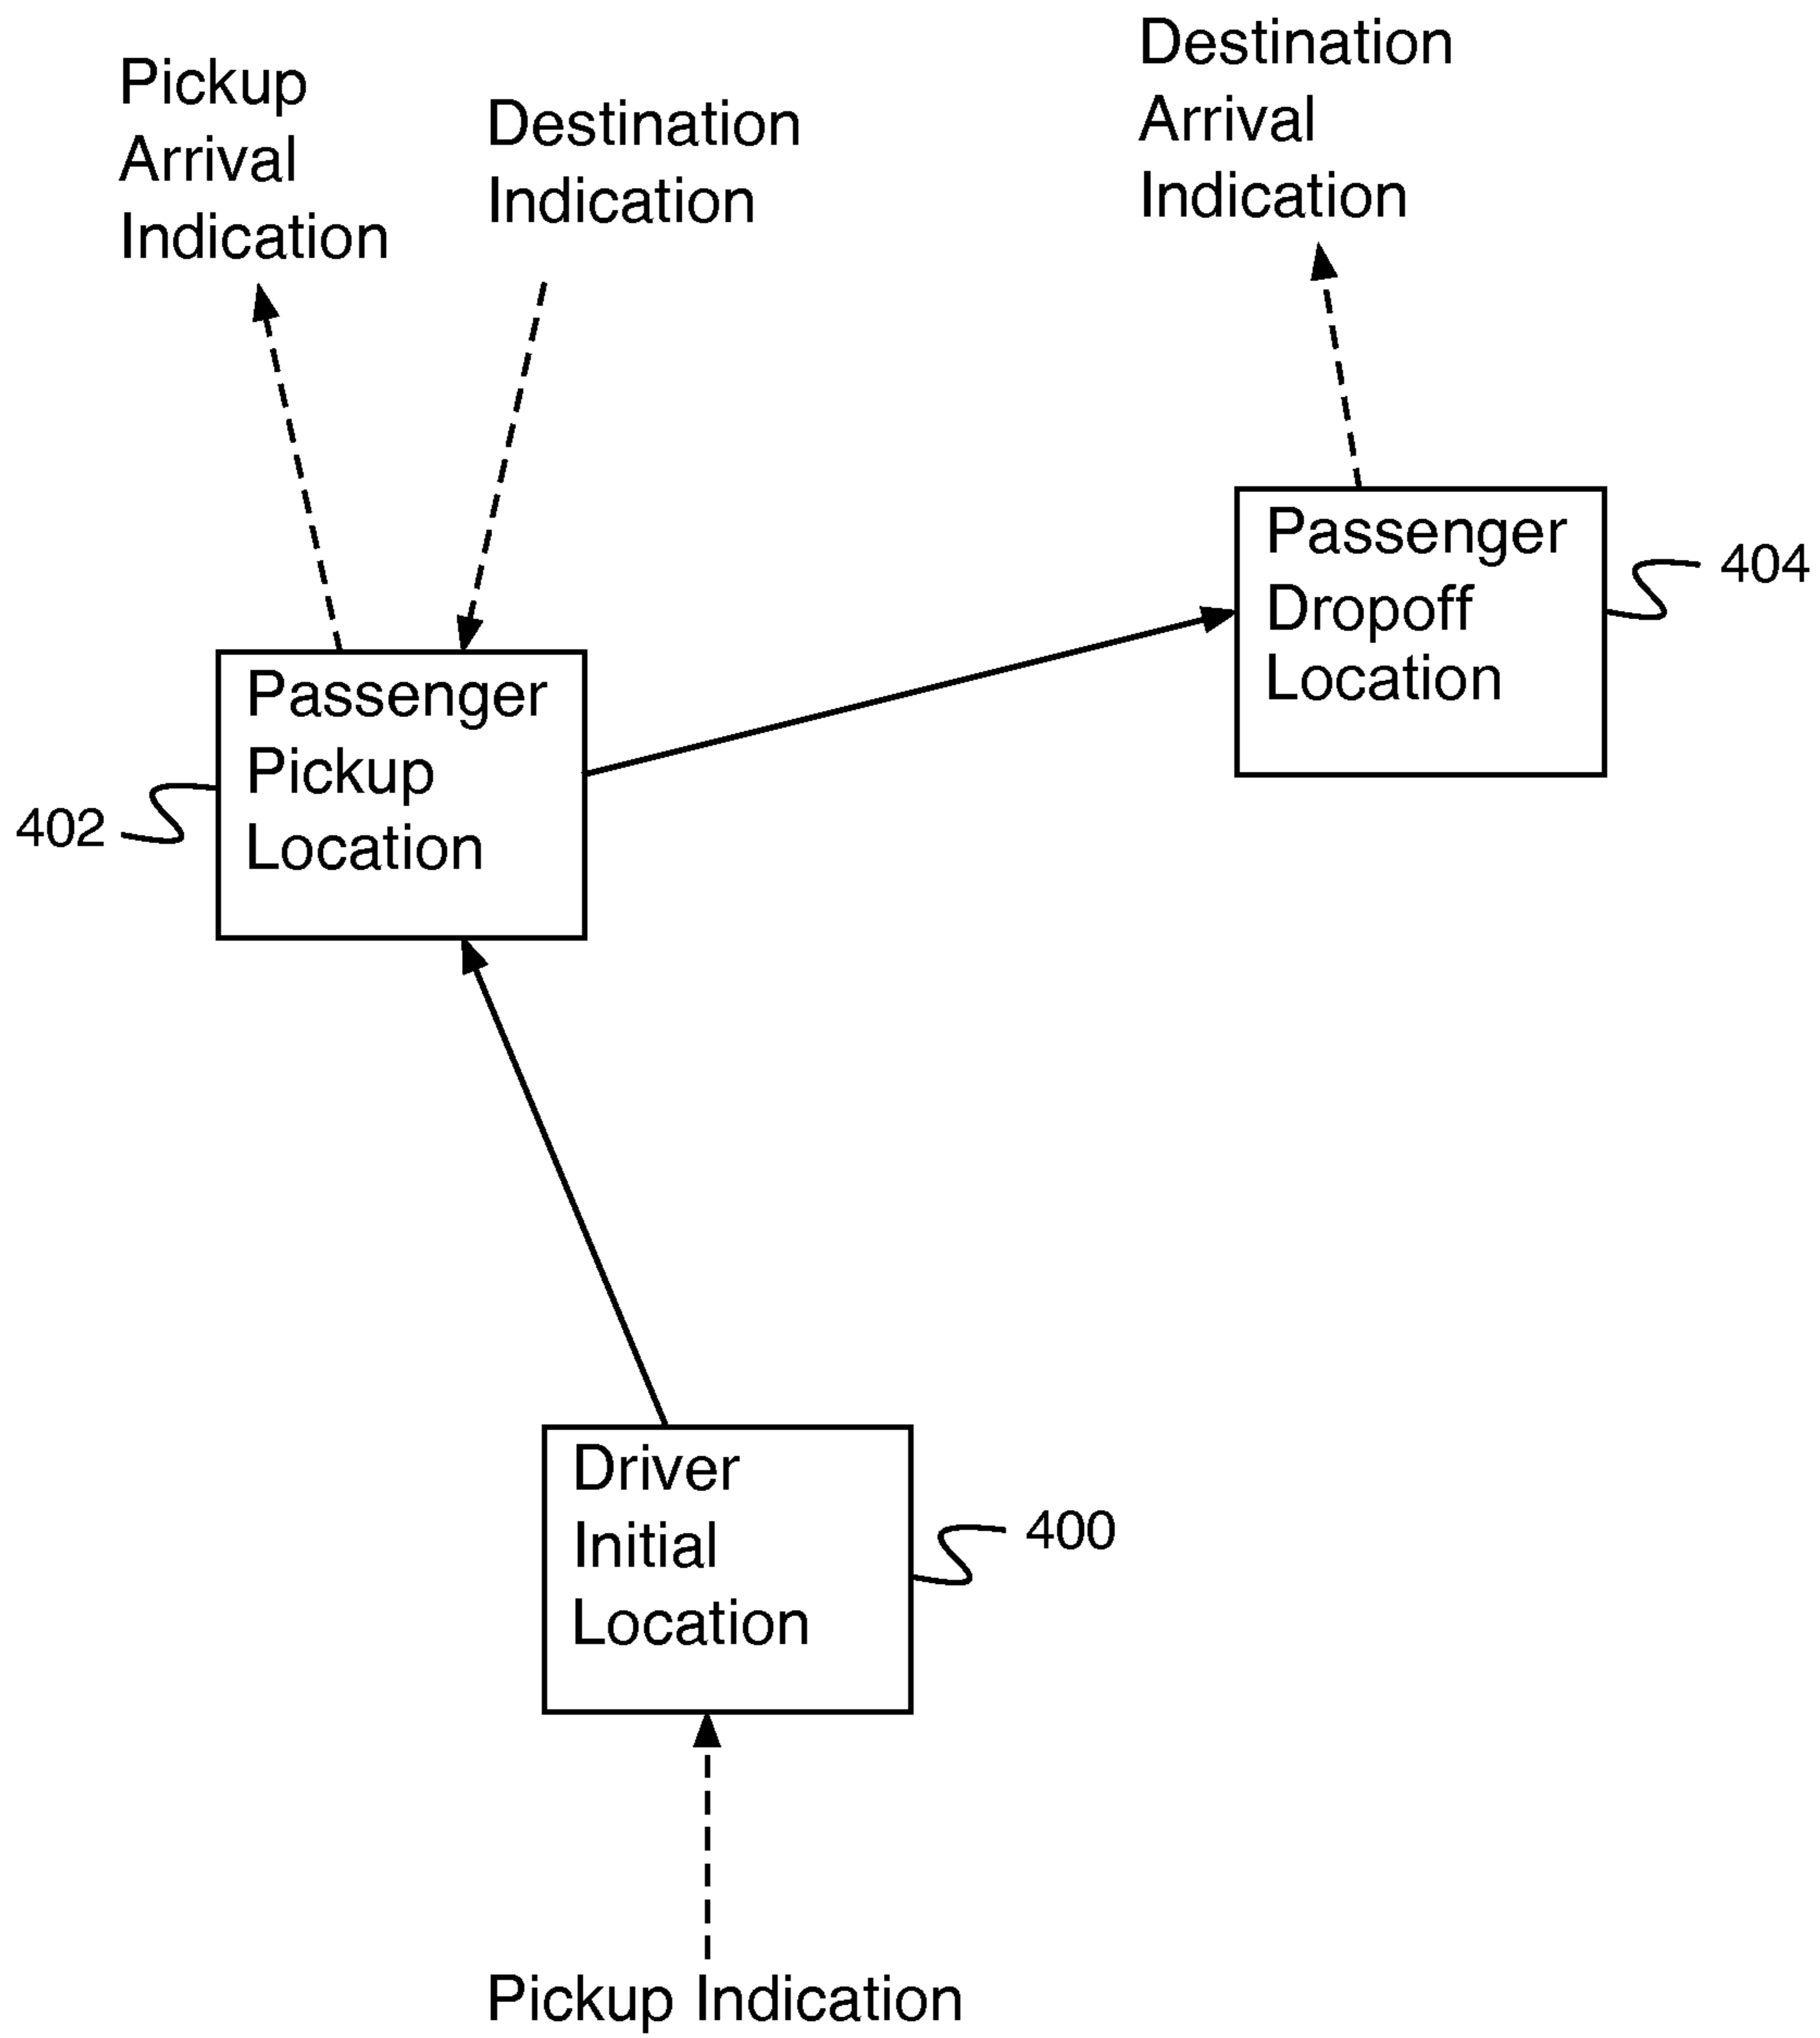 Pickup
Arrival
Indication
Destination
Indication
Destination
Arrival
Indication
Passenger
Dropoff
Location
404
Passenger
Pickup
Location
402
Driver
Initial
Location
400
Pickup Indication